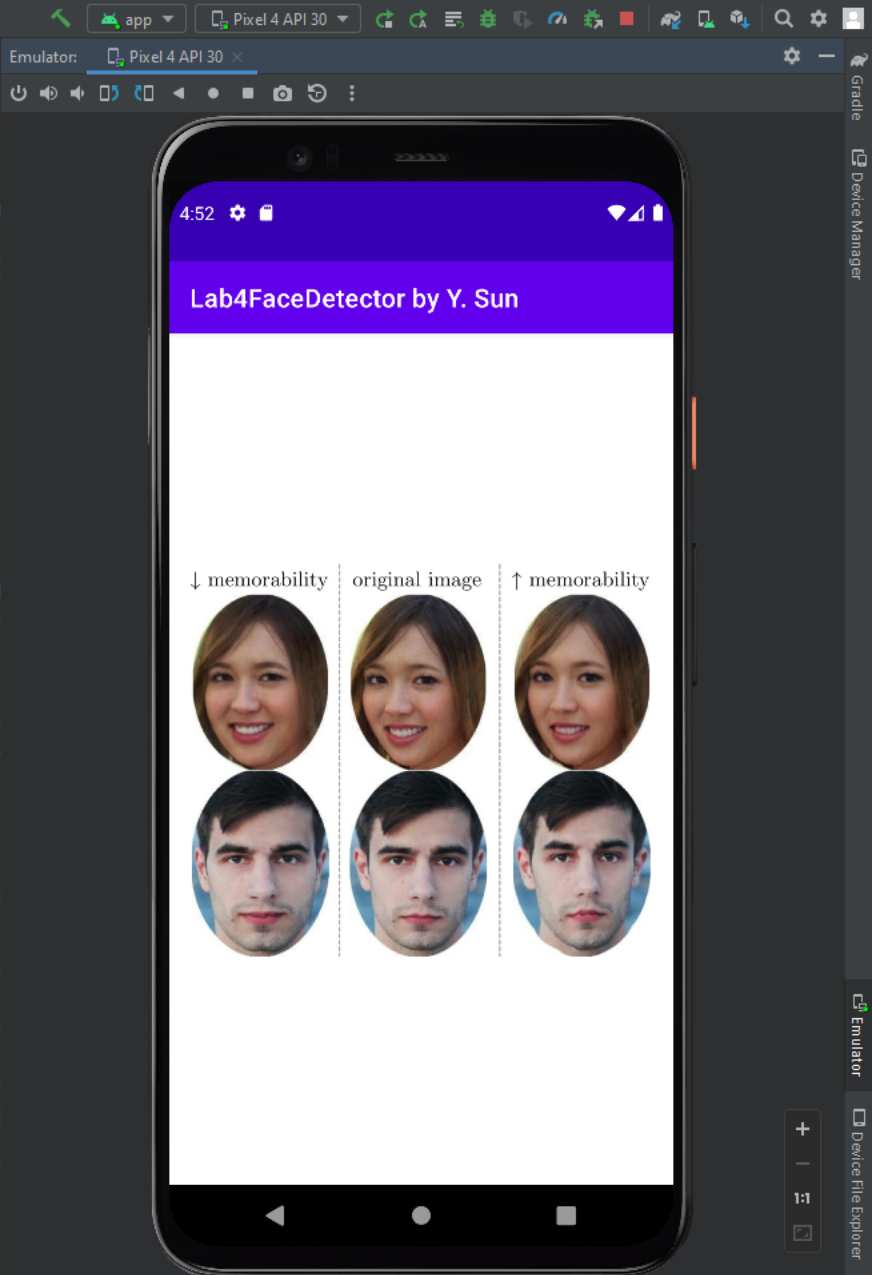 app
Pixel 4 API 30
Emulator:
Pixel 4 API 30
Gradle
Device Manager
4:52
Lab4FaceDetector by Y. Sun
↓ memorability
original image
↑ memorability
Emulator
1:1
Device File Explorer